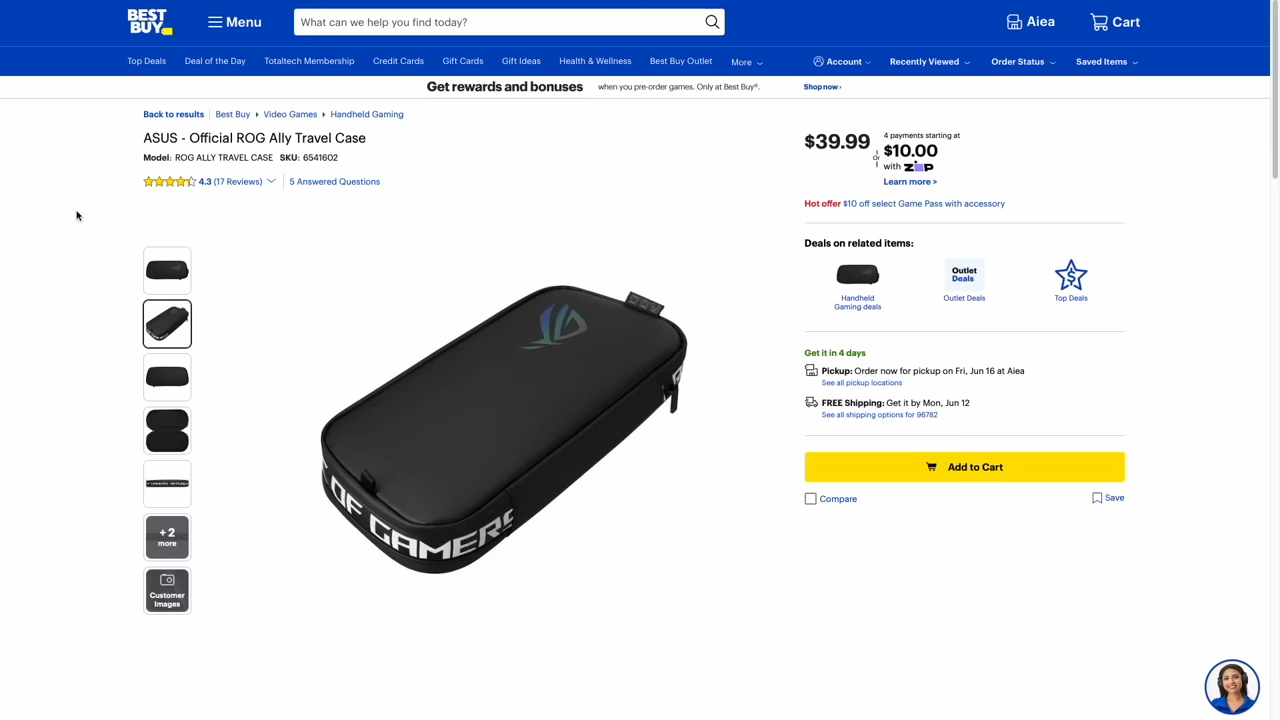 BEST
BUY
Menu
What can we help you find today?
Aiea
Cart
Top Deals
Deal of the Day
Totaltech Membership
Credit Cards
Gift Cards
Gift Ideas
Health & Wellness
Best Buy Outlet
More
Account
Recently Viewed
Order Status
Saved Items
Get rewards and bonuses when you pre-order games. Only at Best Buy®. Shop now ›
Back to results
Best Buy
Video Games
Handheld Gaming
ASUS - Official ROG Ally Travel Case
Model: ROG ALLY TRAVEL CASE SKU: 6541602
4.3 (17 Reviews)
5 Answered Questions
+ 2
more
Customer
Images
OF GAMERS
$39.99
Or
4 payments starting at
$10.00
with ZIP
Learn more >
Hot offer $10 off select Game Pass with accessory
Deals on related items:
Handheld
Gaming deals
Outlet
Deals
Outlet Deals
Top Deals
Get it in 4 days
Pickup: Order now for pickup on Fri, Jun 16 at Aiea
See all pickup locations
FREE Shipping: Get it by Mon, Jun 12
See all shipping options for 96782
Add to Cart
Compare
Save